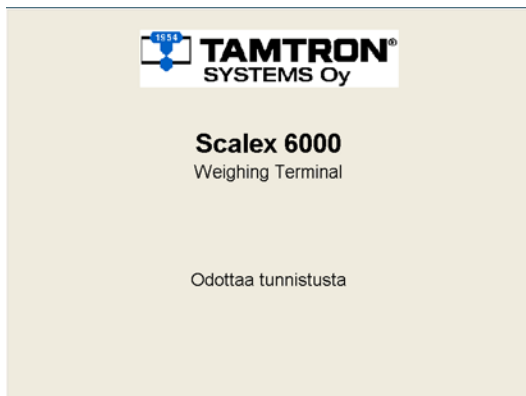 1954
TAMTRON®
SYSTEMS Oy
Scalex 6000
Weighing Terminal
Odottaa tunnistusta